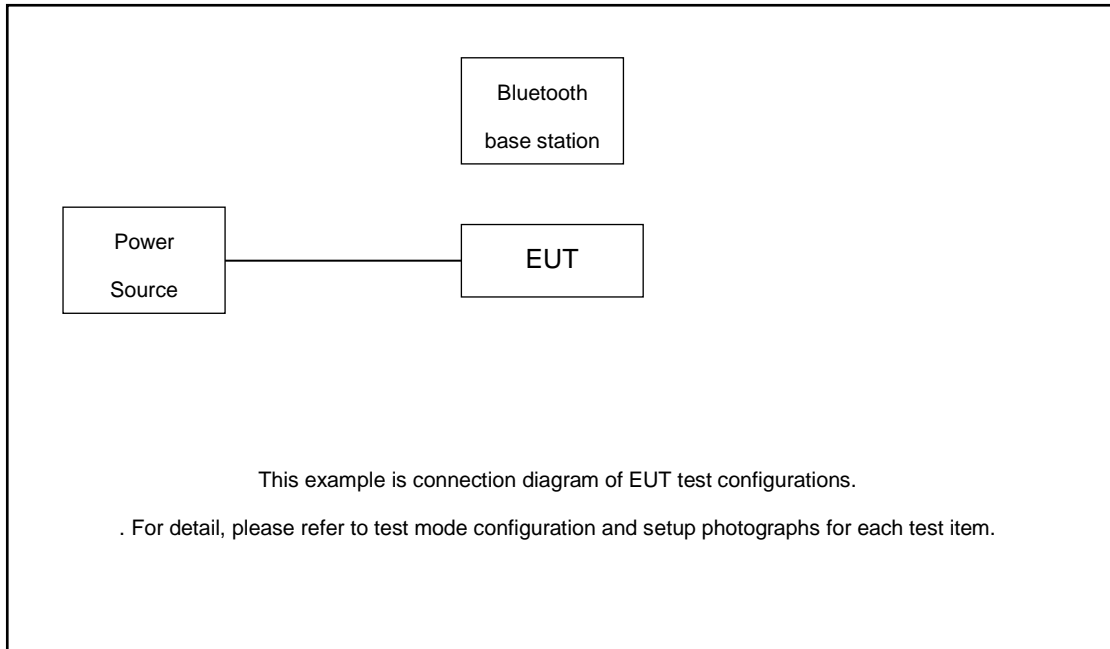 Bluetooth
base station
Power
Source
EUT
This example is connection diagram of EUT test configurations.
. For detail, please refer to test mode configuration and setup photographs for each test item.